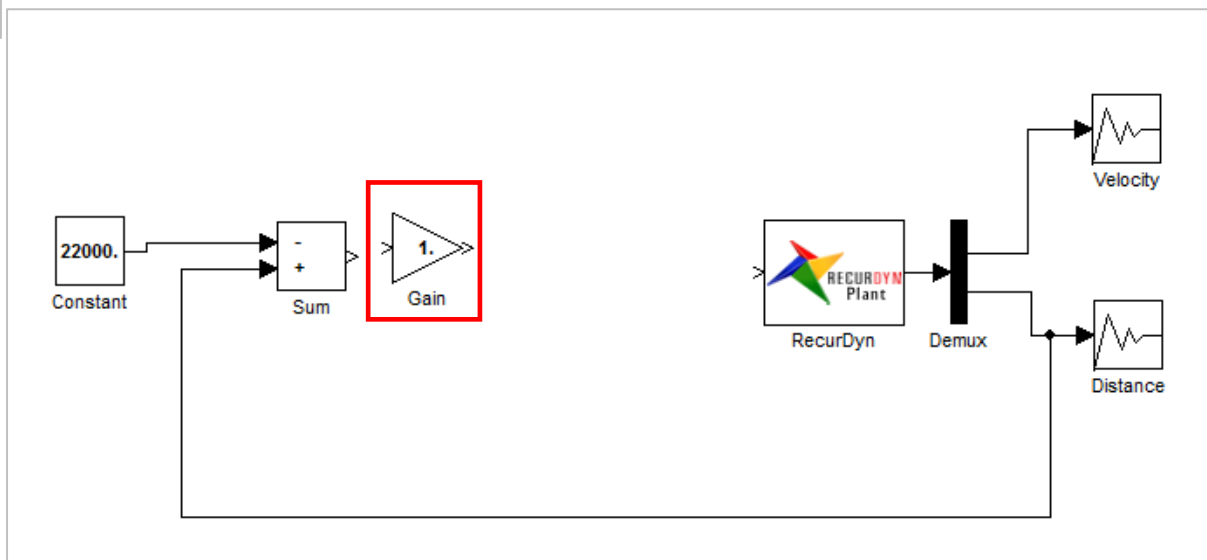 Velocity
22000.
-
+
1.
Constant
Sum
Gain
RECURDYN
Plant
RecurDyn
Demux
Distance